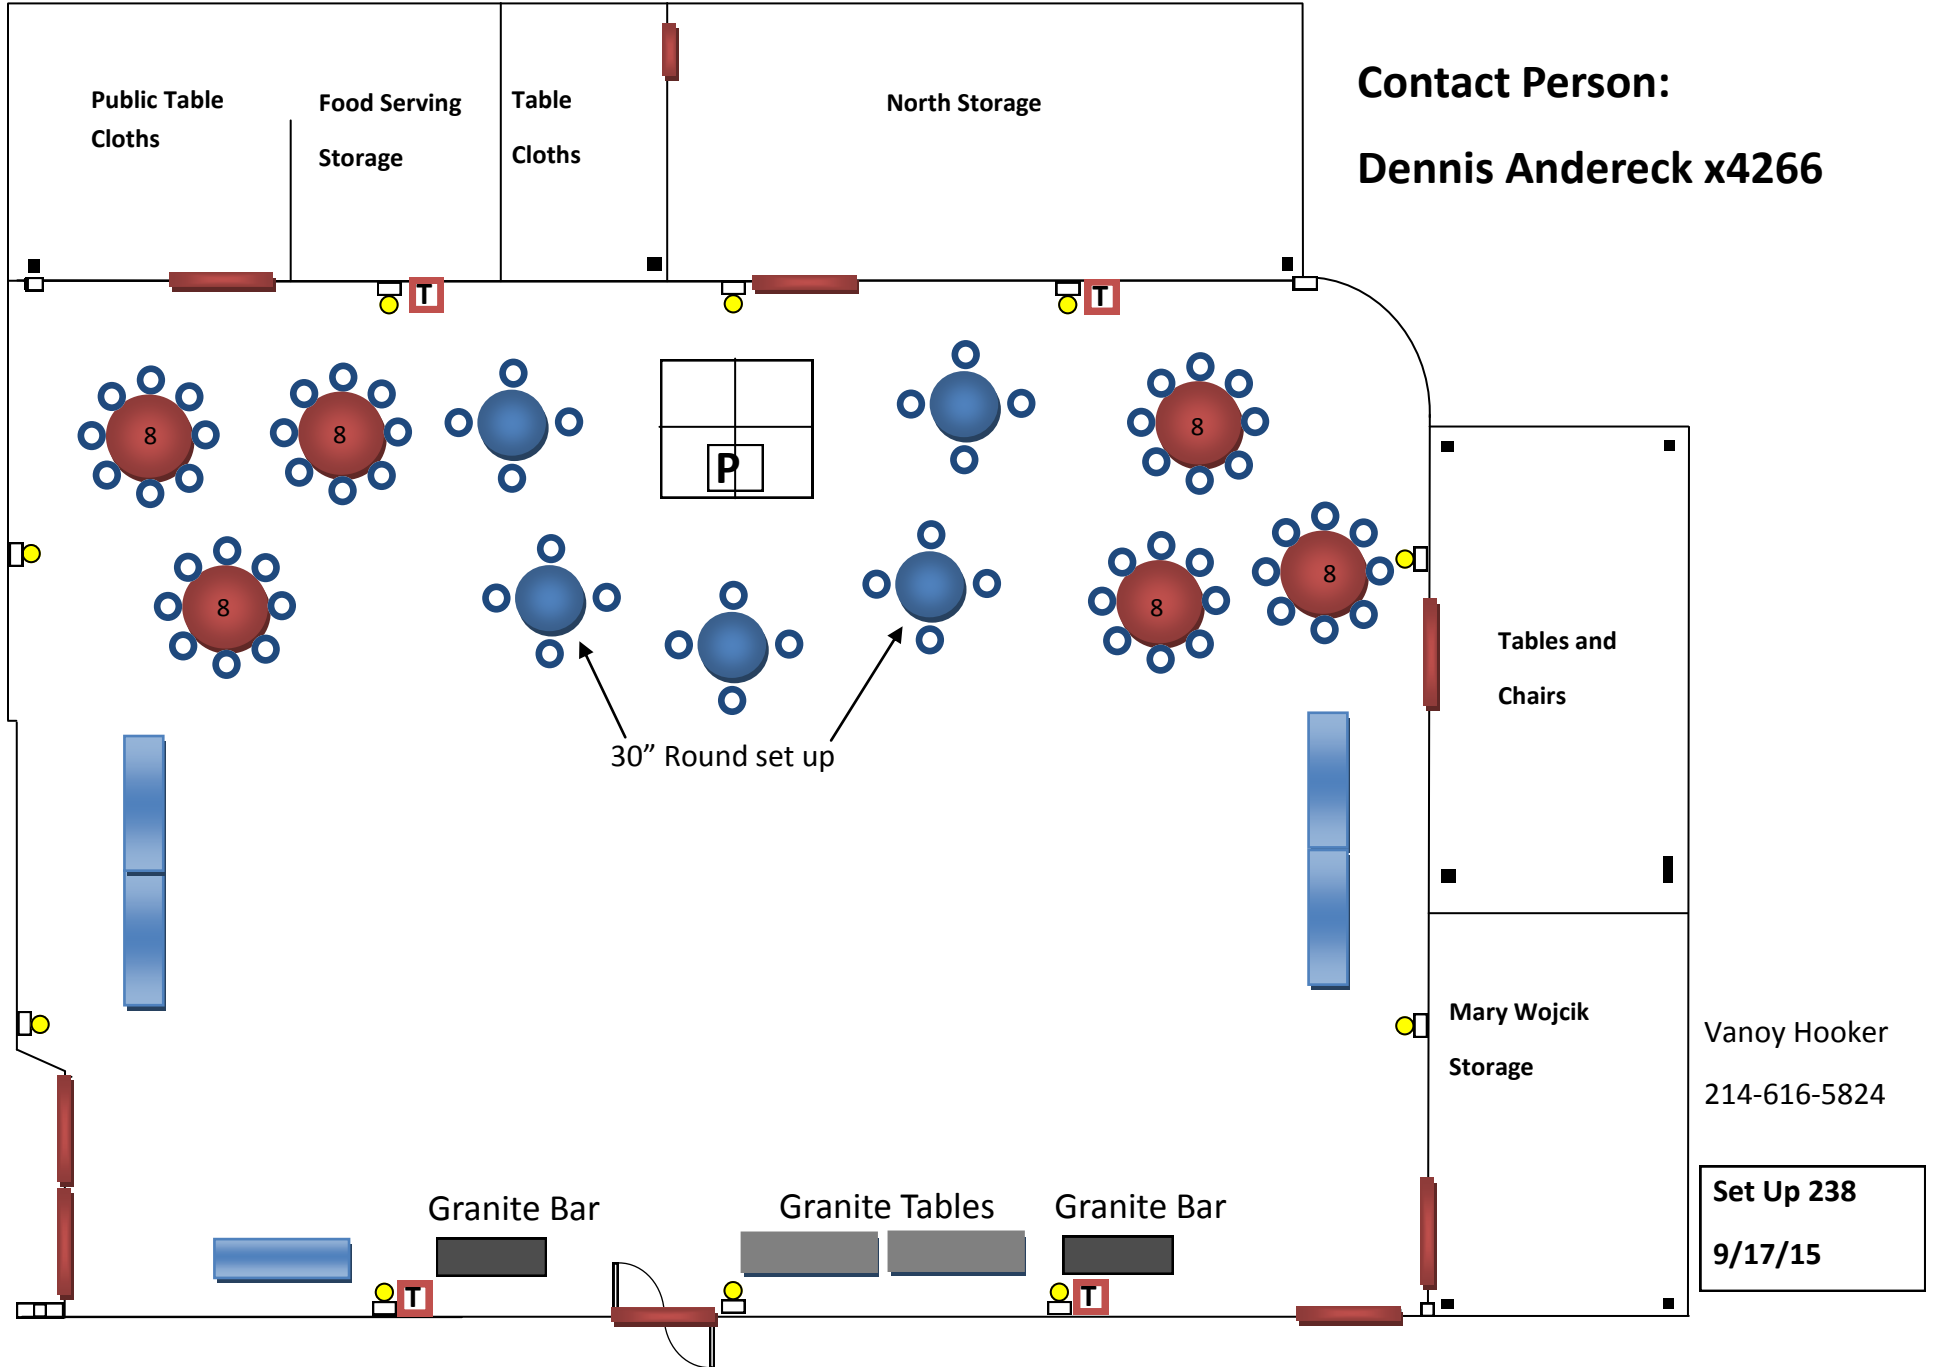 Contact Person:
Dennis Andereck x4266
Public Table
Cloths
Food Serving
Storage
Table
Cloths
North Storage
T
T
8
8
8
P
8
8
8
30” Round set up
Tables and
Chairs
Mary Wojcik
Storage
Vanoy Hooker
214-616-5824
Granite Bar
Granite Tables
Granite Bar
T
T
Set Up 238
9/17/15